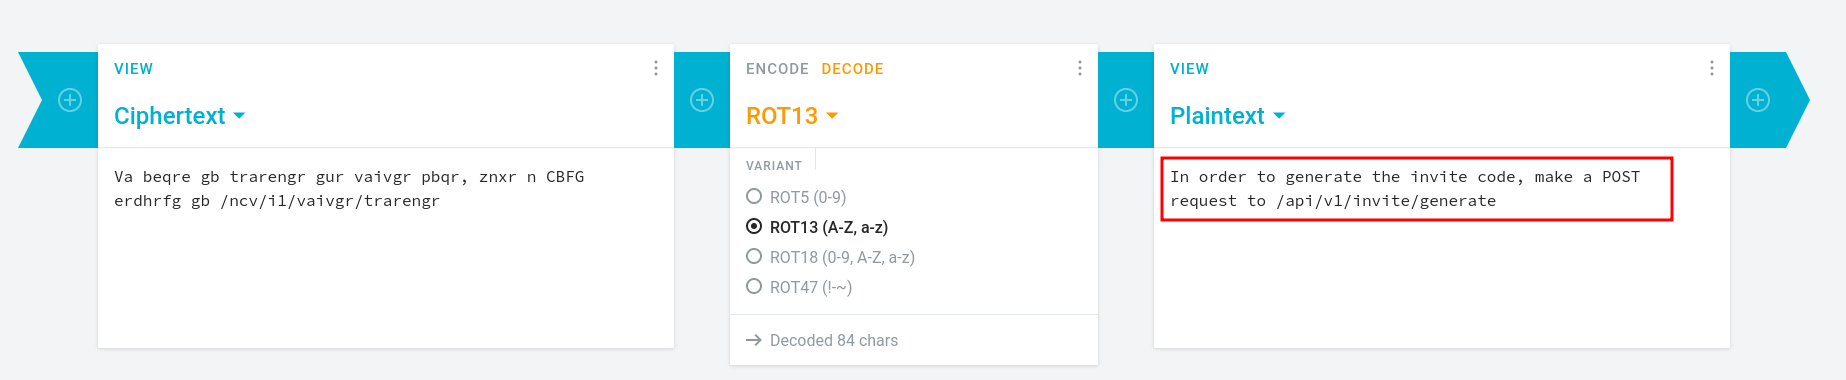 VIEW
Ciphertext
Va beqre gb trarengr gur vaivgr pbqr, znxr n CBFG
erdhrfg gb /ncv/i1/vaivgr/trarengr
ENCODE DECODE
ROT13
VARIANT
ROT5 (0-9)
ROT13 (A-Z, a-z)
ROT18 (0-9, A-Z, a-z)
ROT47 (!-~)
Decoded 84 chars
VIEW
Plaintext
In order to generate the invite code, make a POST
request to /api/v1/invite/generate